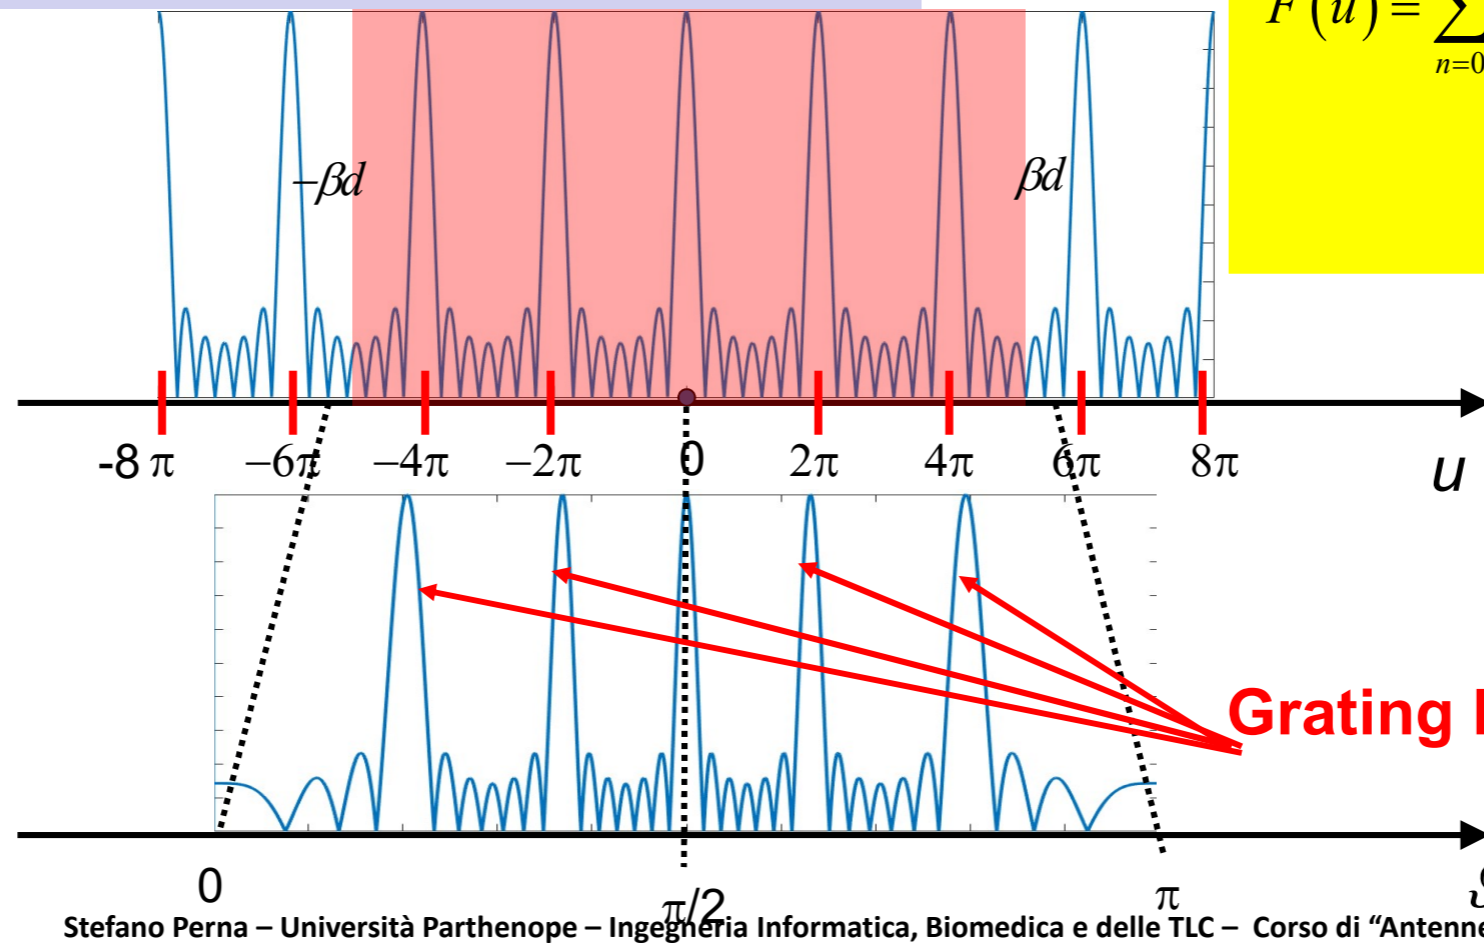 F(u) = ∑
n=0
−βd
βd
-8 π −6π −4π −2π 0 2π 4π 6π 8π
u
Grating
0 π/2 π
Stefano Perna – Università Parthenope – Ingegneria Informatica, Biomedica e delle TLC – Corso di “Antenne